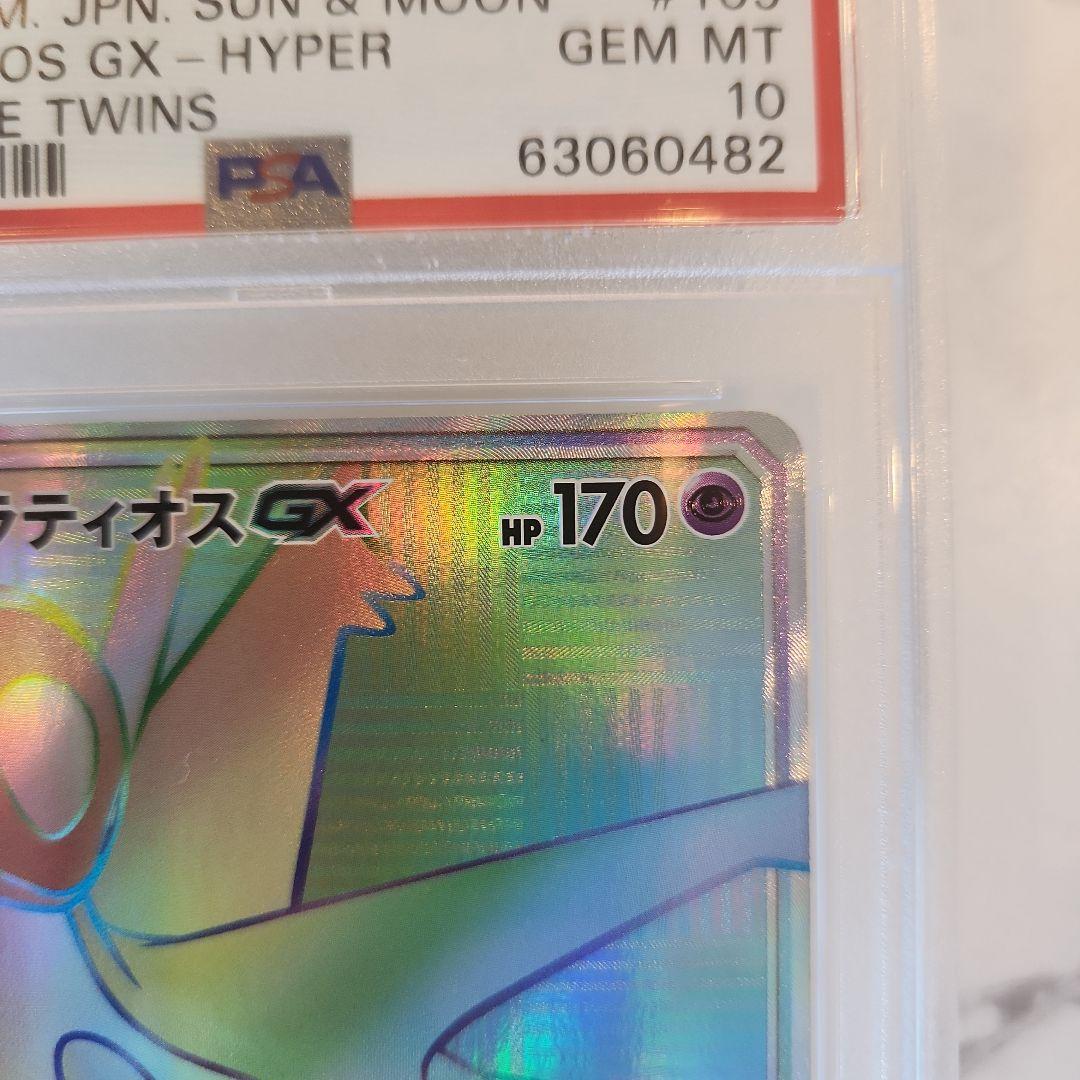 M. JPN. SUN & MOON #109
OS GX – HYPER GEM MT
E TWINS 10
PSA 63060482
ラティオスGX HP 170